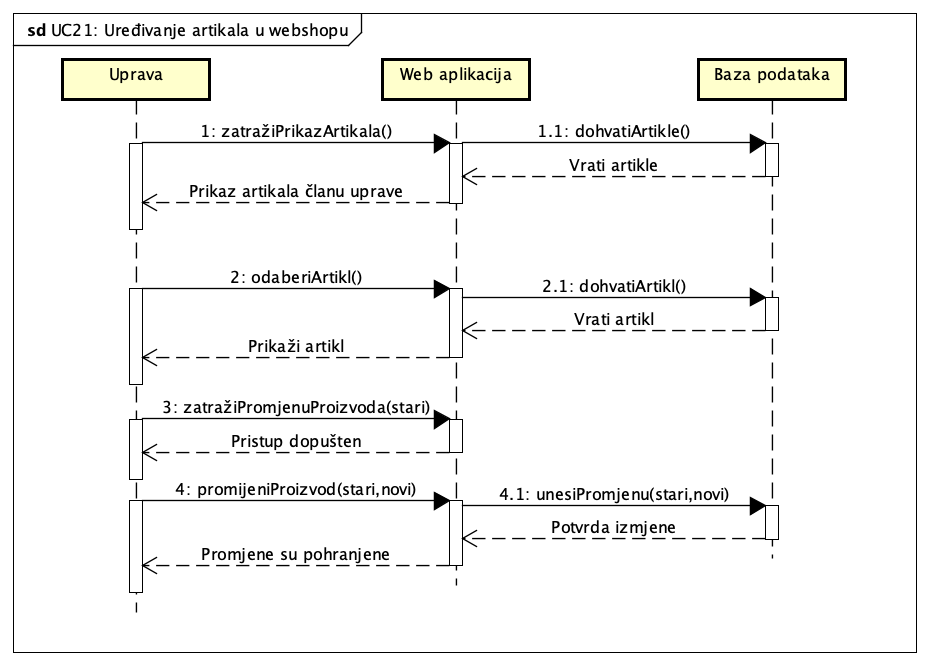 sd UC21: Uređivanje artikala u webshopu
Uprava
Web aplikacija
Baza podataka
1: zatražiPrikazArtikala()
1.1: dohvatiArtikle()
Vrati artikle
Prikaz artikala članu uprave
2: odaberiArtikl()
2.1: dohvatiArtikl()
Vrati artikl
Prikaži artikl
3: zatražiPromjenuProizvoda(stari)
Pristup dopušten
4: promijeniProizvod(stari,novi)
4.1: unesiPromjenu(stari,novi)
Potvrda izmjene
Promjene su pohranjene